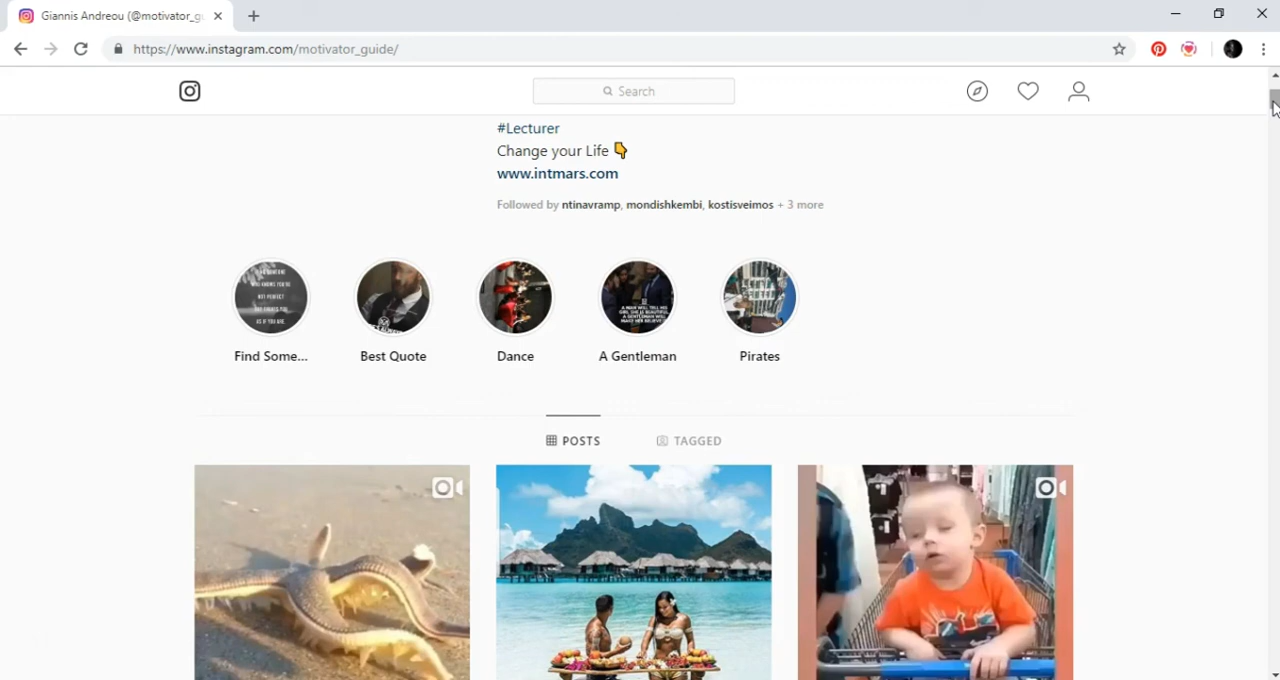 Giannis Andreou (@motivator_g
https://www.instagram.com/motivator_guide/
Search
#Lecturer
Change your Life 👇
www.intmars.com
Followed by ntinavramp, mondishkembi, kostisveimos + 3 more
Find Some...
Best Quote
Dance
A Gentleman
Pirates
POSTS
TAGGED